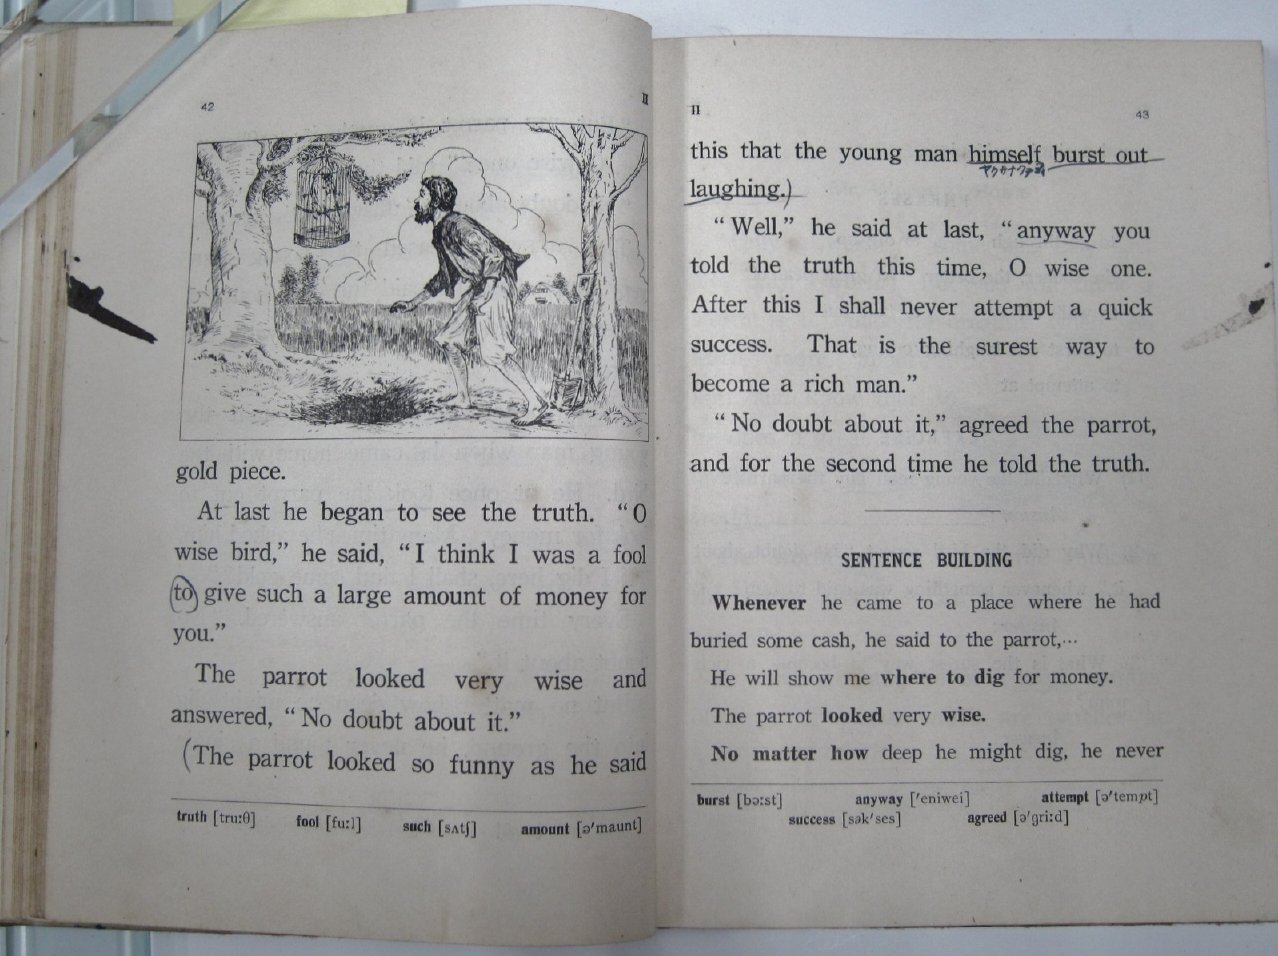 42
II
gold piece.
At last he began to see the truth. “O
wise bird,” he said, “I think I was a fool
to give such a large amount of money for
you.”
The parrot looked very wise and
answered, “No doubt about it.”
(The parrot looked so funny as he said
truth [truːθ] fool [fuːl] such [sʌtʃ] amount [ə′maunt]
II
43
this that the young man himself burst out
laughing.)
“Well,” he said at last, “anyway you
told the truth this time, O wise one.
After this I shall never attempt a quick
success. That is the surest way to
become a rich man.”
“No doubt about it,” agreed the parrot,
and for the second time he told the truth.
SENTENCE BUILDING
Whenever he came to a place where he had
buried some cash, he said to the parrot,…
He will show me where to dig for money.
The parrot looked very wise.
No matter how deep he might dig, he never
burst [bəːst] anyway [′eniwei] attempt [ə′tempt]
success [sək′ses] agreed [ə′griːd]